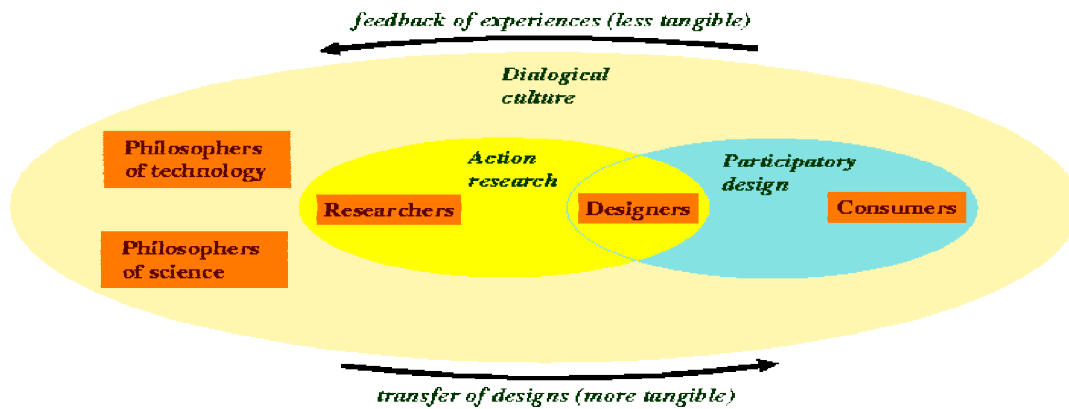 feedback of experiences (less tangible)
Dialogical
culture
Philosophers
of technology
Action
research
Participatory
design
Researchers
Designers
Consumers
Philosophers
of science
transfer of designs (more tangible)